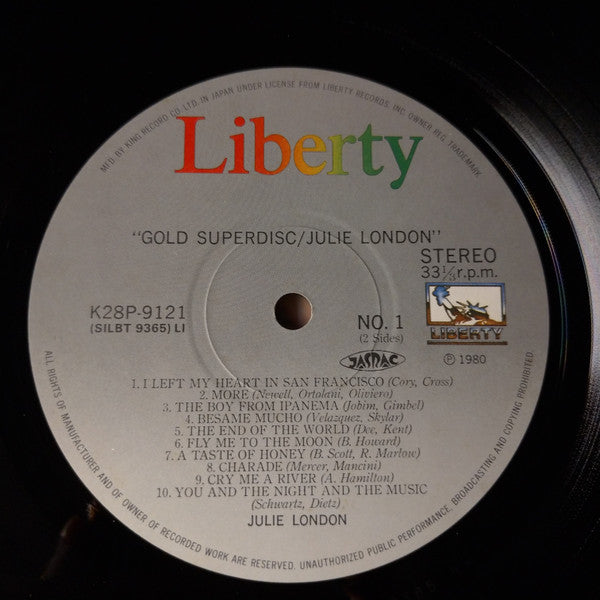 MF'D. BY KING RECORD CO. LTD. IN JAPAN UNDER LICENSE FROM LIBERTY RECORDS, INC. OWNER REG. TRADEMARK.
Liberty
"GOLD SUPERDISC/JULIE LONDON"
STEREO
33⅓r.p.m.
K28P-9121
(SILBT 9365) LI
NO. 1
(2 Sides)
JASRAC
LIBERTY
Ⓟ 1980
1. I LEFT MY HEART IN SAN FRANCISCO (Cory, Cross)
2. MORE (Newell, Ortolani, Oliviero)
3. THE BOY FROM IPANEMA (Jobim, Gimbel)
4. BESAME MUCHO (Velazquez, Skylar)
5. THE END OF THE WORLD (Dee, Kent)
6. FLY ME TO THE MOON (B. Howard)
7. A TASTE OF HONEY (B. Scott, R. Marlow)
8. CHARADE (Mercer, Mancini)
9. CRY ME A RIVER (A. Hamilton)
10. YOU AND THE NIGHT AND THE MUSIC
(Schwartz, Dietz)
JULIE LONDON
ALL RIGHTS OF MANUFACTURER AND OF OWNER OF RECORDED WORK ARE RESERVED. UNAUTHORIZED PUBLIC PERFORMANCE, BROADCASTING AND COPYING PROHIBITED.